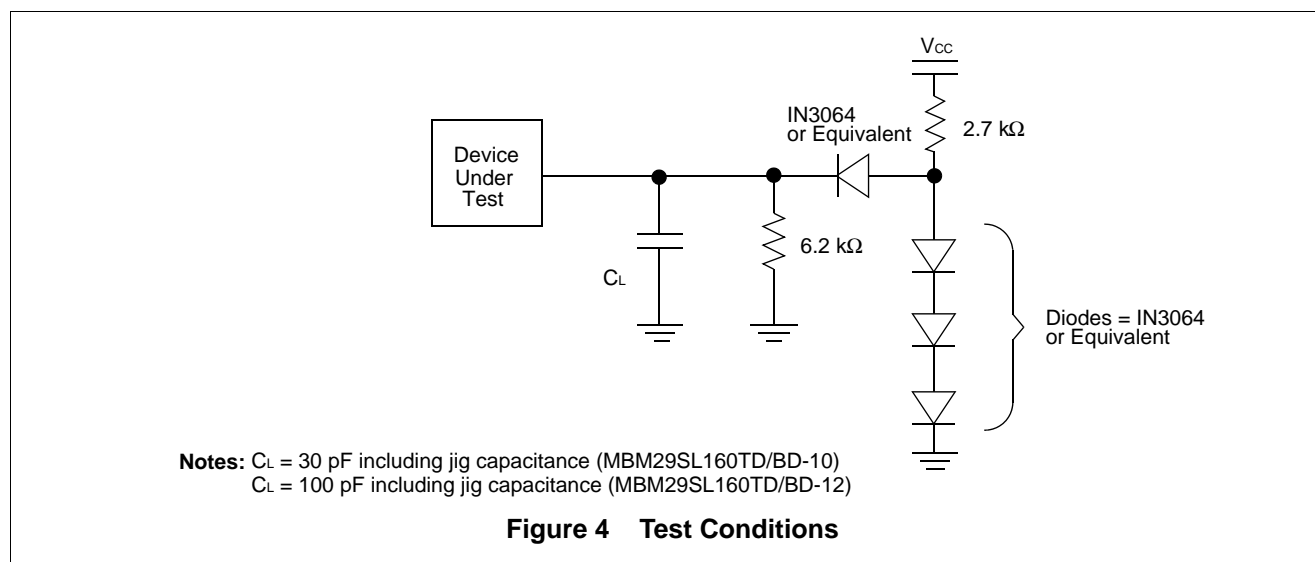 Vcc
IN3064
or Equivalent
2.7 kΩ
Device
Under
Test
6.2 kΩ
CL
Diodes = IN3064
or Equivalent
Notes: CL = 30 pF including jig capacitance (MBM29SL160TD/BD-10)
CL = 100 pF including jig capacitance (MBM29SL160TD/BD-12)
Figure 4 Test Conditions